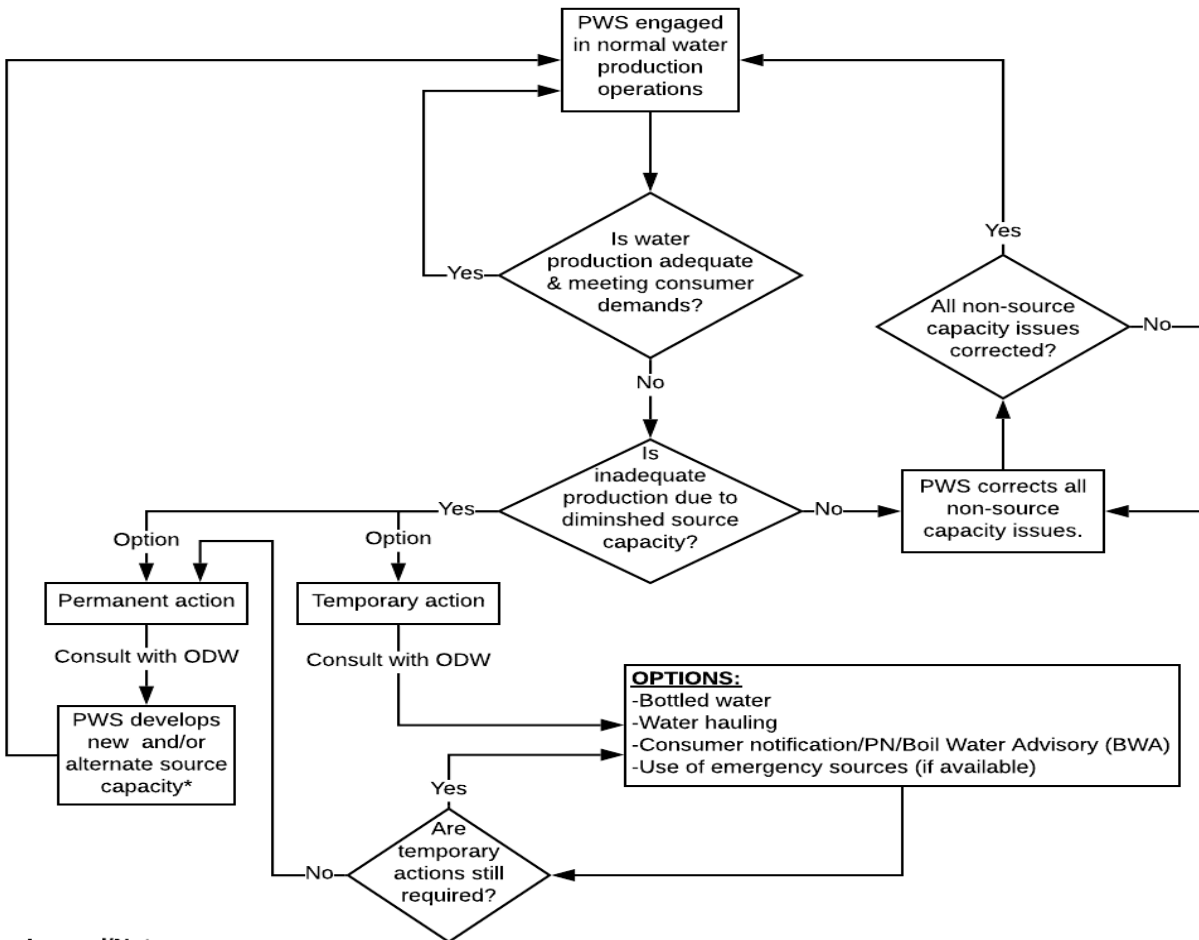 PWS engaged
in normal water
production
operations
Is water
production adequate
& meeting consumer
demands?
Yes
No
Yes
All non-source
capacity issues
corrected?
No
Is
inadequate
production due to
diminshed source
capacity?
Yes
No
PWS corrects all
non-source
capacity issues.
Option
Option
Permanent action
Temporary action
Consult with ODW
Consult with ODW
PWS develops
new and/or
alternate source
capacity*
OPTIONS:
-Bottled water
-Water hauling
-Consumer notification/PN/Boil Water Advisory (BWA)
-Use of emergency sources (if available)
Yes
Are
temporary
actions still
required?
No